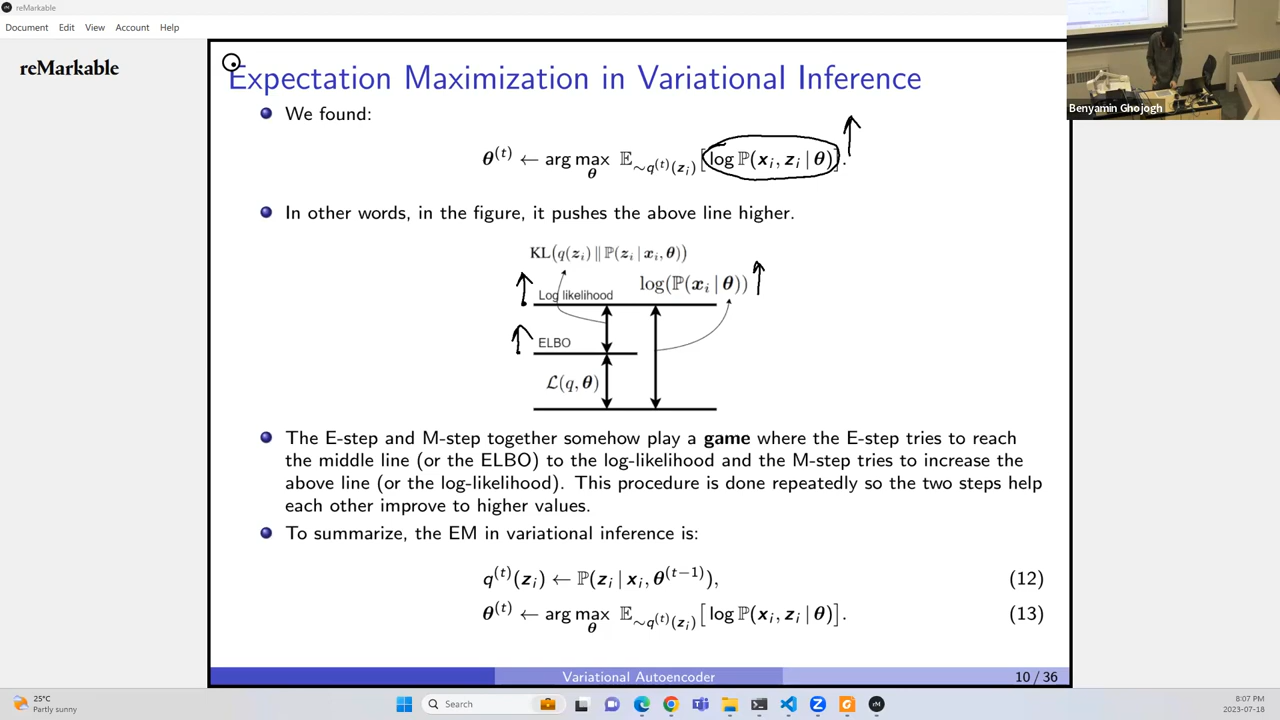 reMarkable
Document Edit View Account Help
reMarkable
Expectation Maximization in Variational Inference
We found:
θ^(t) ← arg max_θ 𝔼_{∼q^(t)(z_i)} [log ℙ(x_i, z_i | θ)].
In other words, in the figure, it pushes the above line higher.
KL(q(z_i) ‖ ℙ(z_i | x_i, θ))
Log likelihood log(ℙ(x_i | θ))
ELBO
ℒ(q, θ)
The E-step and M-step together somehow play a game where the E-step tries to reach
the middle line (or the ELBO) to the log-likelihood and the M-step tries to increase the
above line (or the log-likelihood). This procedure is done repeatedly so the two steps help
each other improve to higher values.
To summarize, the EM in variational inference is:
q^(t)(z_i) ← ℙ(z_i | x_i, θ^(t−1)), (12)
θ^(t) ← arg max_θ 𝔼_{∼q^(t)(z_i)} [log ℙ(x_i, z_i | θ)]. (13)
Variational Autoencoder 10 / 36
Benyamin Ghojogh
25°C
Partly sunny
Search
8:07 PM
2023-07-18